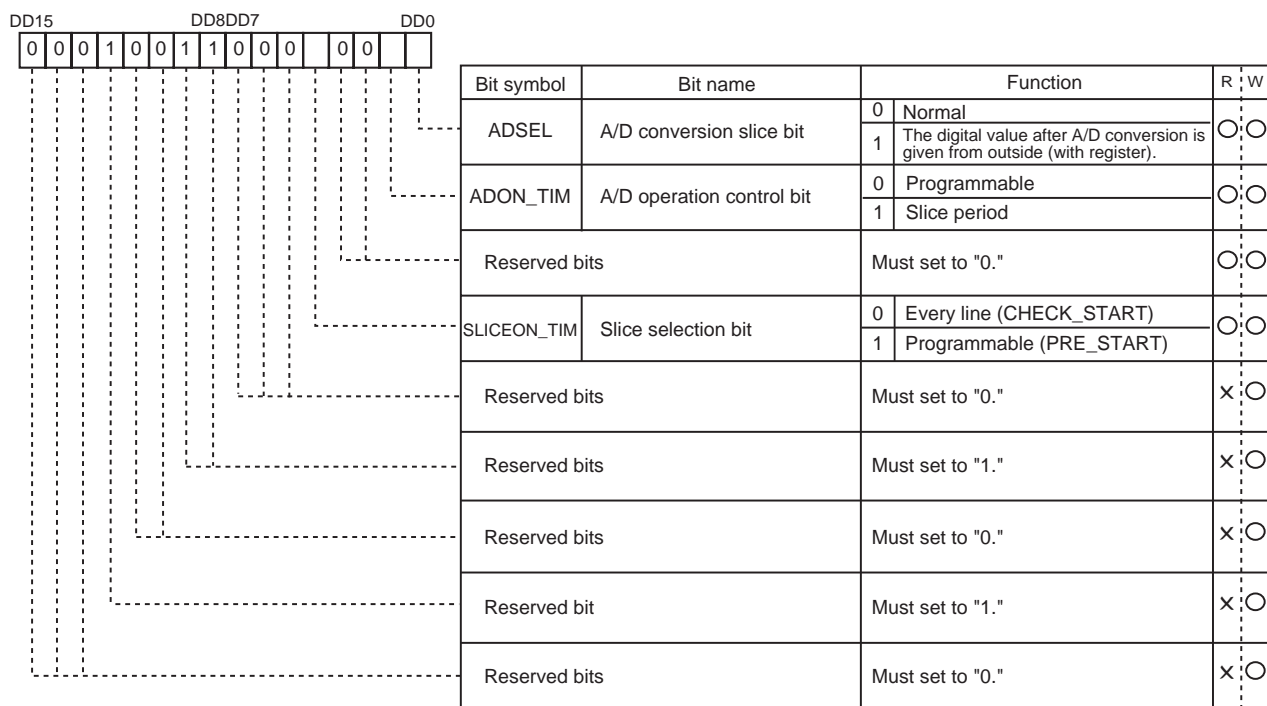 DD15 DD8DD7 DD0
0 0 0 1 0 0 1 1 0 0 0 0 0
Bit symbol Bit name Function R W
ADSEL A/D conversion slice bit
0 Normal
1 The digital value after A/D conversion is
given from outside (with register).
ADON_TIM A/D operation control bit
0 Programmable
1 Slice period
Reserved bits Must set to "0."
SLICEON_TIM Slice selection bit
0 Every line (CHECK_START)
1 Programmable (PRE_START)
Reserved bits Must set to "0."
Reserved bits Must set to "1."
Reserved bits Must set to "0."
Reserved bit Must set to "1."
Reserved bits Must set to "0."